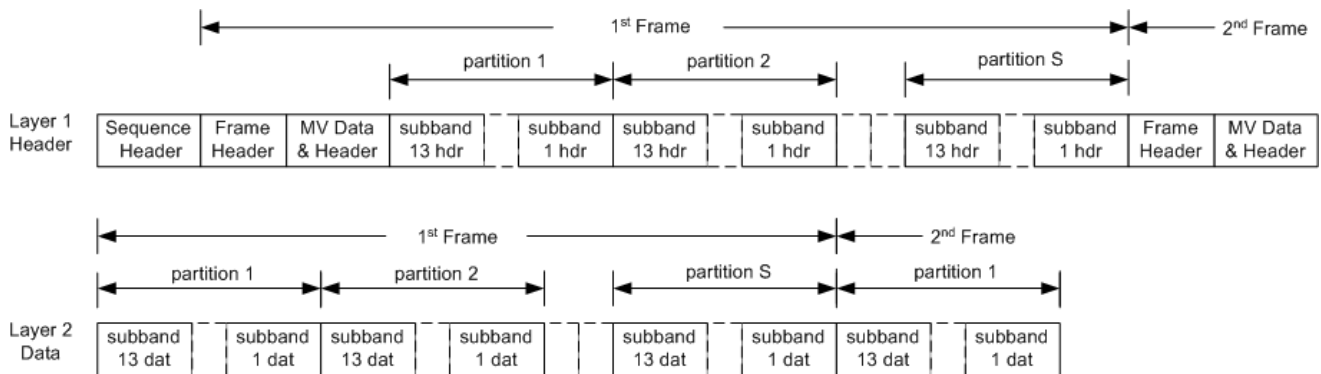 1st Frame
2nd Frame
partition 1
partition 2
partition S
Layer 1
Header
Sequence
Header
Frame
Header
MV Data
& Header
subband
13 hdr
subband
1 hdr
subband
13 hdr
subband
1 hdr
subband
13 hdr
subband
1 hdr
Frame
Header
MV Data
& Header
1st Frame
2nd Frame
partition 1
partition 2
partition S
partition 1
Layer 2
Data
subband
13 dat
subband
1 dat
subband
13 dat
subband
1 dat
subband
13 dat
subband
1 dat
subband
13 dat
subband
1 dat